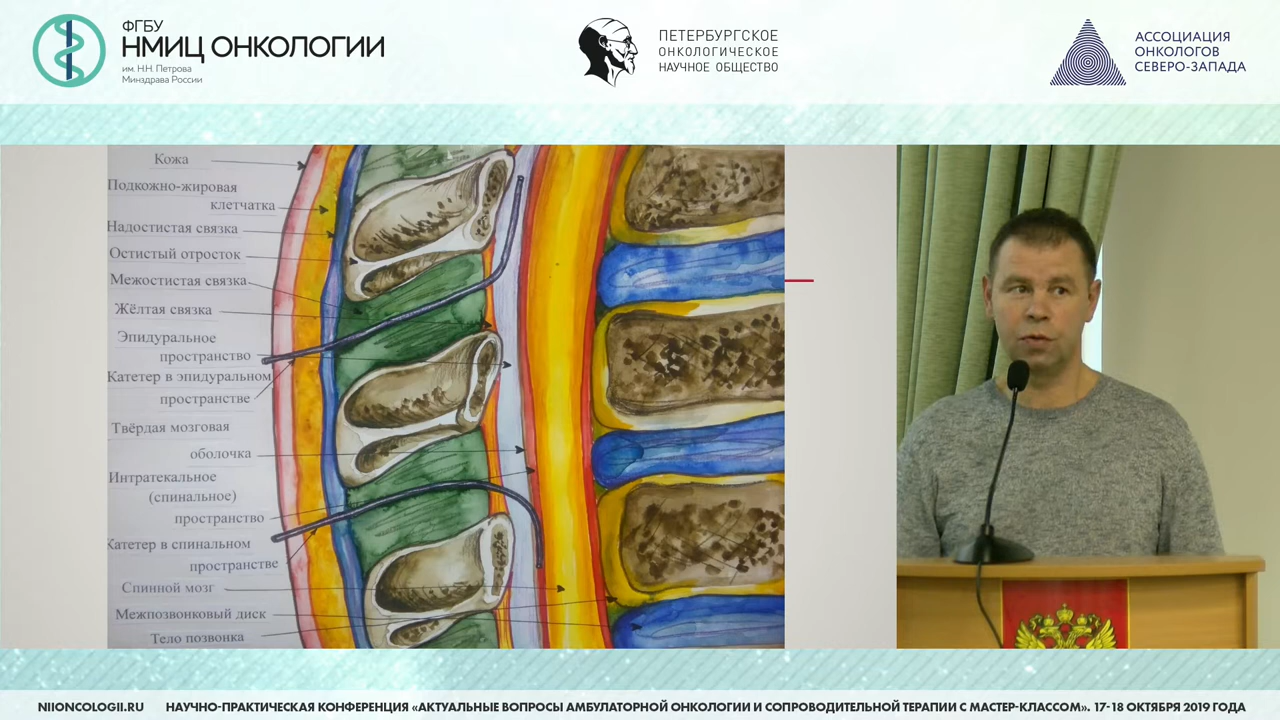 ФГБУ
НМИЦ ОНКОЛОГИИ
им. Н.Н. Петрова
Минздрава России
ПЕТЕРБУРГСКОЕ
ОНКОЛОГИЧЕСКОЕ
НАУЧНОЕ ОБЩЕСТВО
АССОЦИАЦИЯ
ОНКОЛОГОВ
СЕВЕРО-ЗАПАДА
Кожа
Подкожно-жировая
клетчатка
Надостистая связка
Остистый отросток
Межостистая связка
Жёлтая связка
Эпидуральное
пространство
Катетер в эпидуральном
пространстве
Твёрдая мозговая
оболочка
Интратекальное
(спинальное)
пространство
Катетер в спинальном
пространстве
Спинной мозг
Межпозвонковый диск
Тело позвонка
NIIONCOLOGII.RU НАУЧНО-ПРАКТИЧЕСКАЯ КОНФЕРЕНЦИЯ «АКТУАЛЬНЫЕ ВОПРОСЫ АМБУЛАТОРНОЙ ОНКОЛОГИИ И СОПРОВОДИТЕЛЬНОЙ ТЕРАПИИ С МАСТЕР-КЛАССОМ». 17-18 ОКТЯБРЯ 2019 ГОДА